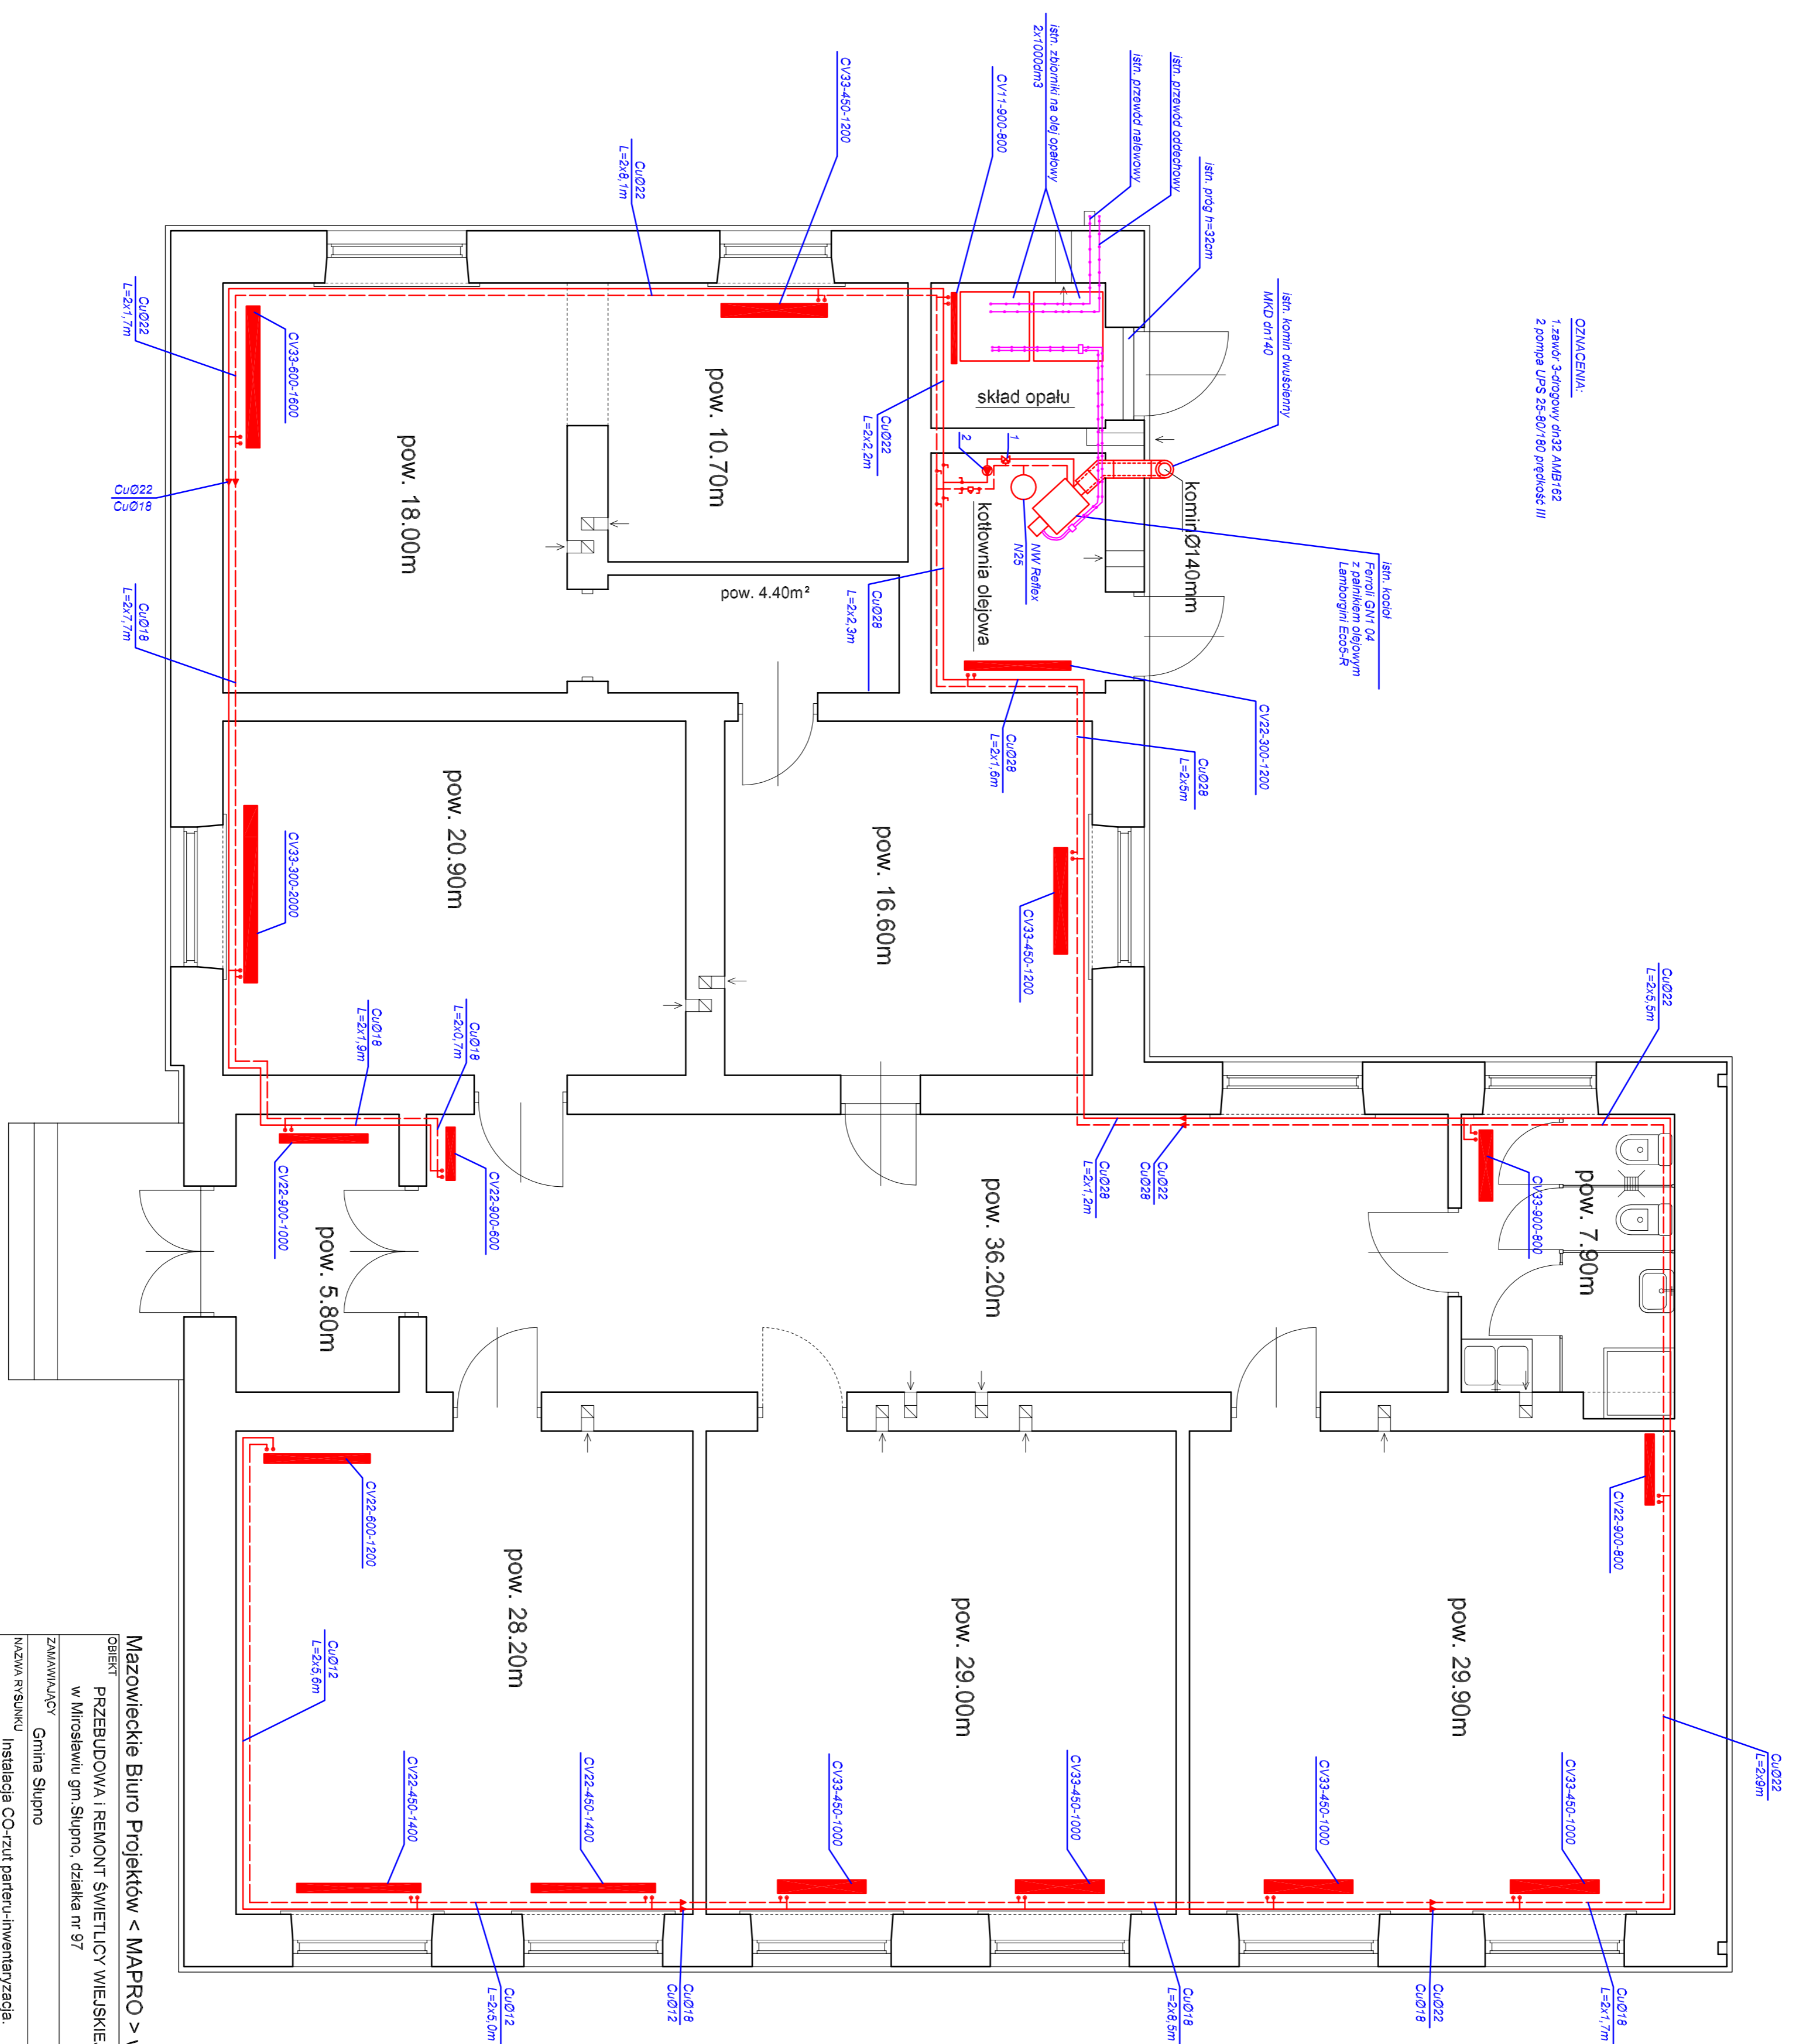 OZNACENIA:
1.zawór 3-drogowy dn32 AMB162
2.pompa UPS 25-80/180 prędkość III
istn. komin dwuścienny
MKD dn140
istn. próg h=32cm
istn. przewód oddechowy
istn. przewód nalewowy
istn. zbiorniki na olej opałowy
2x1000dm3
CV11-900-800
CV33-450-1200
CuØ22
L=2x8,1m
kominØ140mm
istn. kocioł
Ferroli GN1 04
z palnikiem olejowym
Lamborgini Eco5-R
CV22-300-1200
CuØ28
L=2x5m
CuØ28
L=2x1,6m
skład opału
CuØ22
L=2x2,2m
1
2
NW Reflex
N25
kotłownia olejowa
CuØ28
L=2x2,3m
pow. 4.40m²
pow. 10.70m
pow. 18.00m
CV33-600-1600
CuØ22
L=2x1,7m
CuØ22
CuØ18
CuØ18
L=2x7,7m
pow. 20.90m
pow. 16.60m
CV33-300-2000
CV33-450-1200
CuØ18
L=2x0,7m
CuØ18
L=2x1,9m
CuØ22
L=2x5,5m
CV33-900-800
pow. 7.90m
CuØ22
CuØ28
CuØ28
L=2x1,2m
pow. 36.20m
CV22-900-600
CV22-900-1000
pow. 5.80m
CV22-900-800
pow. 29.90m
pow. 29.00m
pow. 28.20m
CV22-600-1200
CuØ12
L=2x5,6m
CuØ22
L=2x9m
CV33-450-1000
CV33-450-1000
CV33-450-1000
CV33-450-1000
CV22-450-1400
CV22-450-1400
CuØ18
L=2x1,7m
CuØ22
CuØ18
CuØ18
L=2x8,5m
CuØ18
CuØ12
CuØ12
L=2x5,0m
Mazowieckie Biuro Projektów < MAPRO >
OBIEKT
PRZEBUDOWA i REMONT ŚWIETLICY WIEJSKIEJ
w Mirosławiu gm.Słupno, działka nr 97
ZAMAWIAJĄCY
Gmina Słupno
NAZWA RYSUNKU
Instalacja CO-rzut parteru-inwentaryzacja.